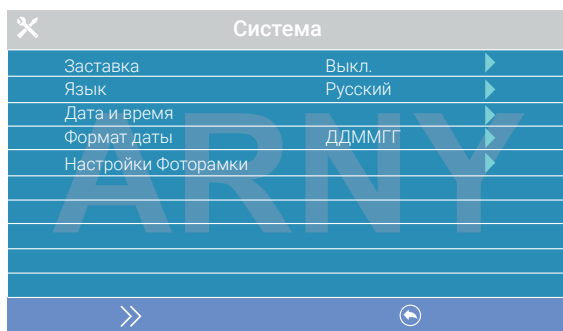 Система
Заставка Выкл.
Язык Русский
Дата и время
Формат даты ДДММГГ
Настройки Фоторамки
ARNY